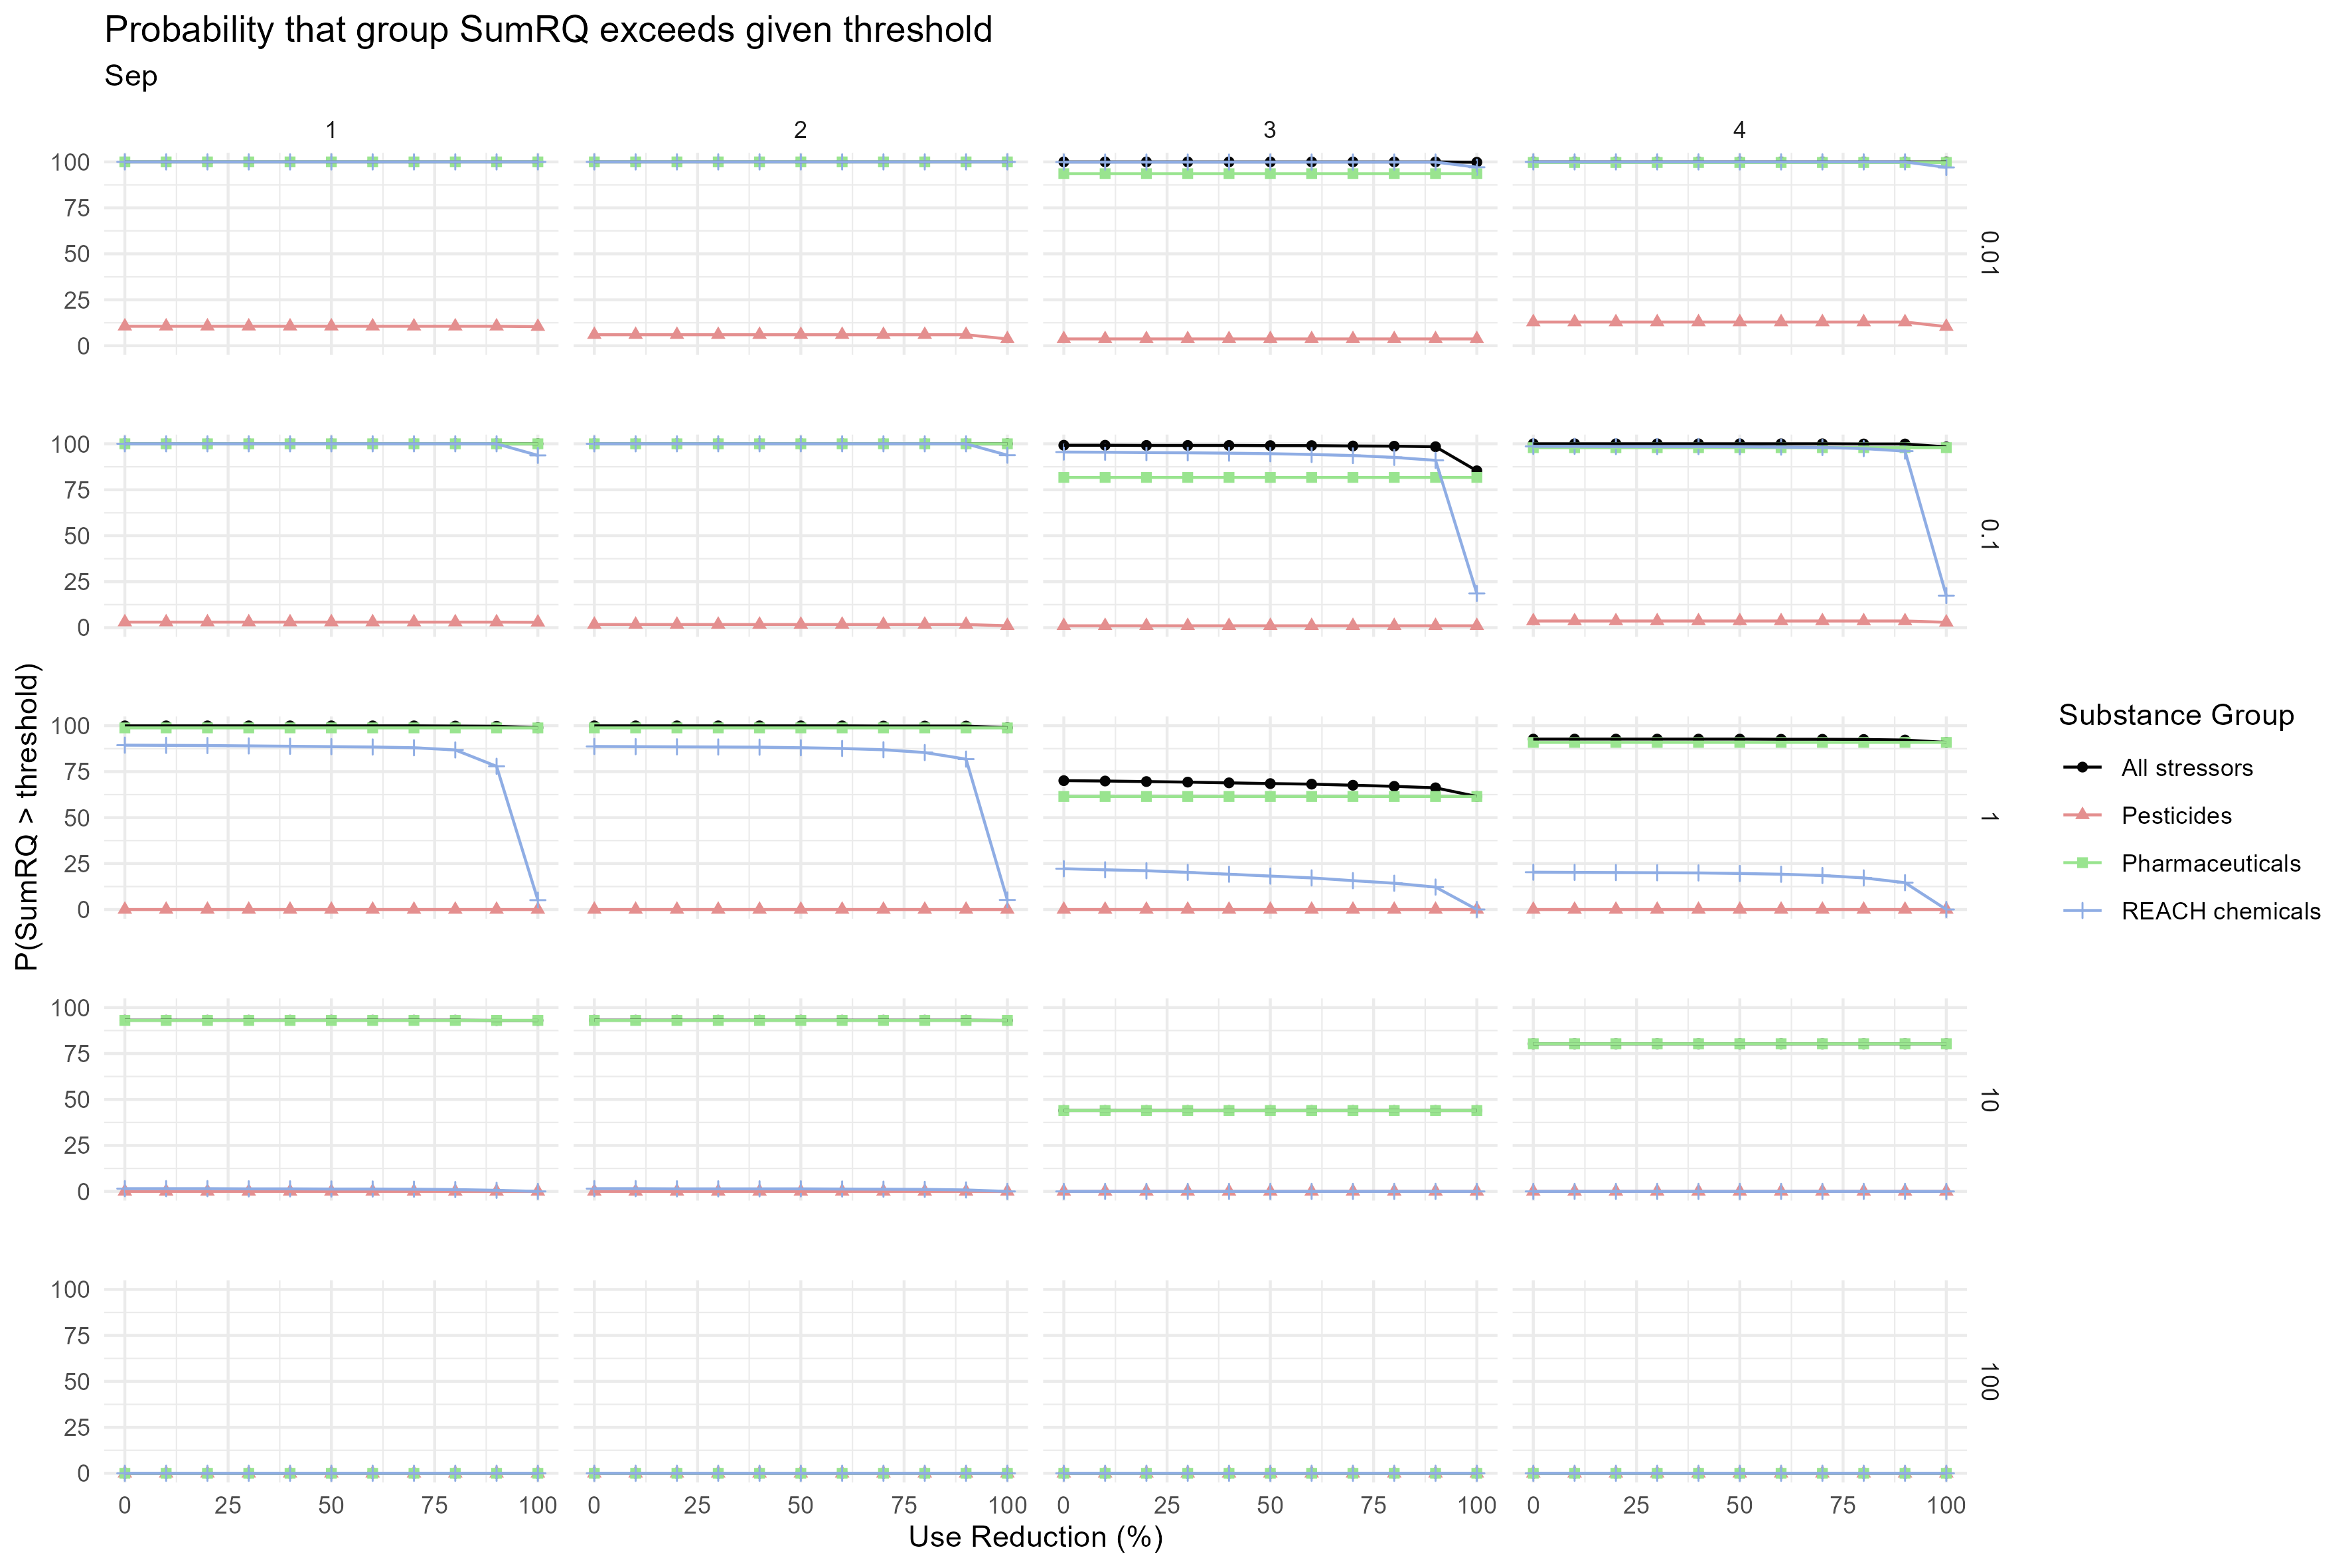 Probability that group SumRQ exceeds given threshold
Sep
1 2 3 4
100
75
50
25
0
0.01
100
75
50
25
0
0.1
100
75
50
25
0
1
100
75
50
25
0
10
100
75
50
25
0
100
0 25 50 75 100 0 25 50 75 100 0 25 50 75 100 0 25 50 75 100
Use Reduction (%)
P(SumRQ > threshold)
Substance Group
All stressors
Pesticides
Pharmaceuticals
REACH chemicals